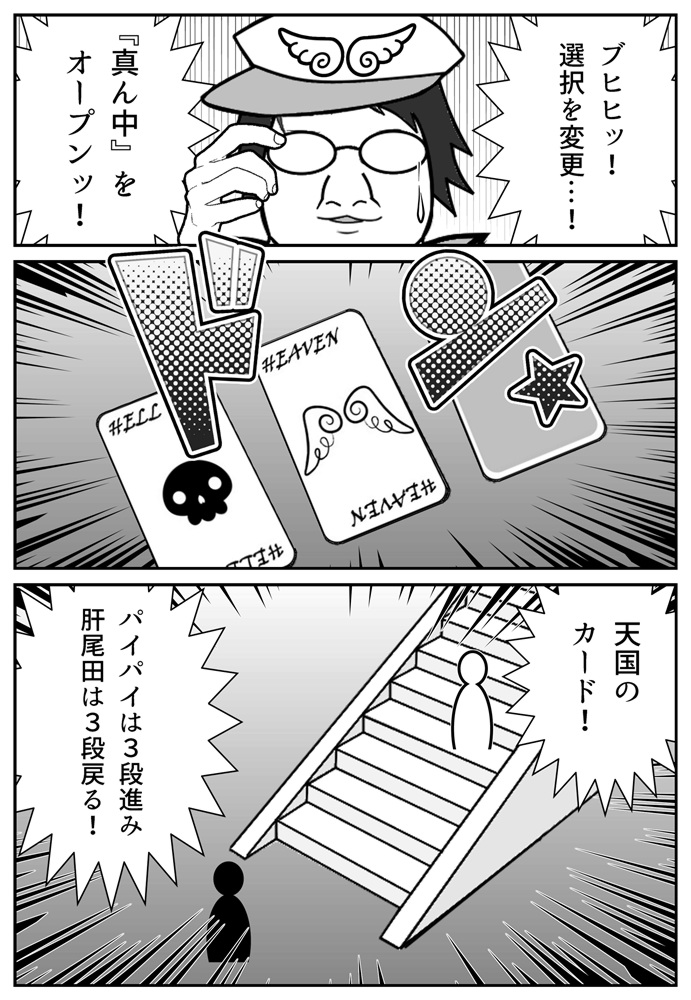 ブヒヒッ！
選択を変更…！
『真ん中』を
オープンッ！
ドン
HELL
HELL
HEAVEN
HEAVEN
天国の
カード！
パイパイは３段進み
肝尾田は３段戻る！